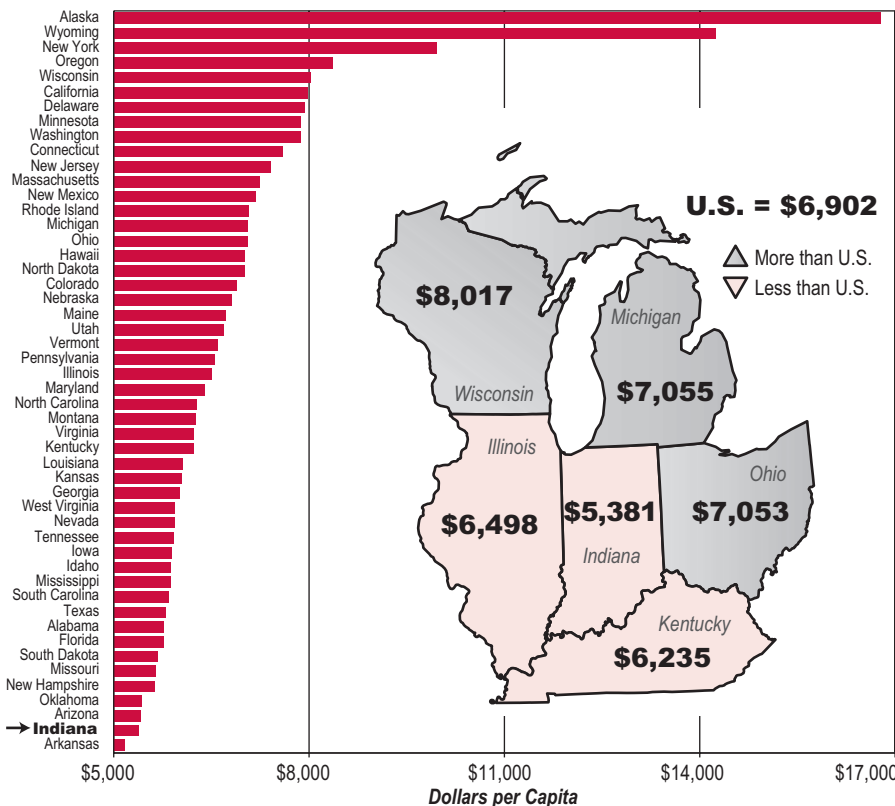 Alaska
Wyoming
New York
Oregon
Wisconsin
California
Delaware
Minnesota
Washington
Connecticut
New Jersey
Massachusetts
New Mexico
Rhode Island
Michigan
Ohio
Hawaii
North Dakota
Colorado
Nebraska
Maine
Utah
Vermont
Pennsylvania
Illinois
Maryland
North Carolina
Montana
Virginia
Kentucky
Louisiana
Kansas
Georgia
West Virginia
Nevada
Tennessee
Iowa
Idaho
Mississippi
South Carolina
Texas
Alabama
Florida
South Dakota
Missouri
New Hampshire
Oklahoma
Arizona
Indiana
Arkansas
$5,000 $8,000 $11,000 $14,000 $17,000
Dollars per Capita
U.S. = $6,902
More than U.S.
Less than U.S.
$8,017
Wisconsin
Michigan
$7,055
Illinois
$6,498
$5,381
Indiana
Ohio
$7,053
Kentucky
$6,235